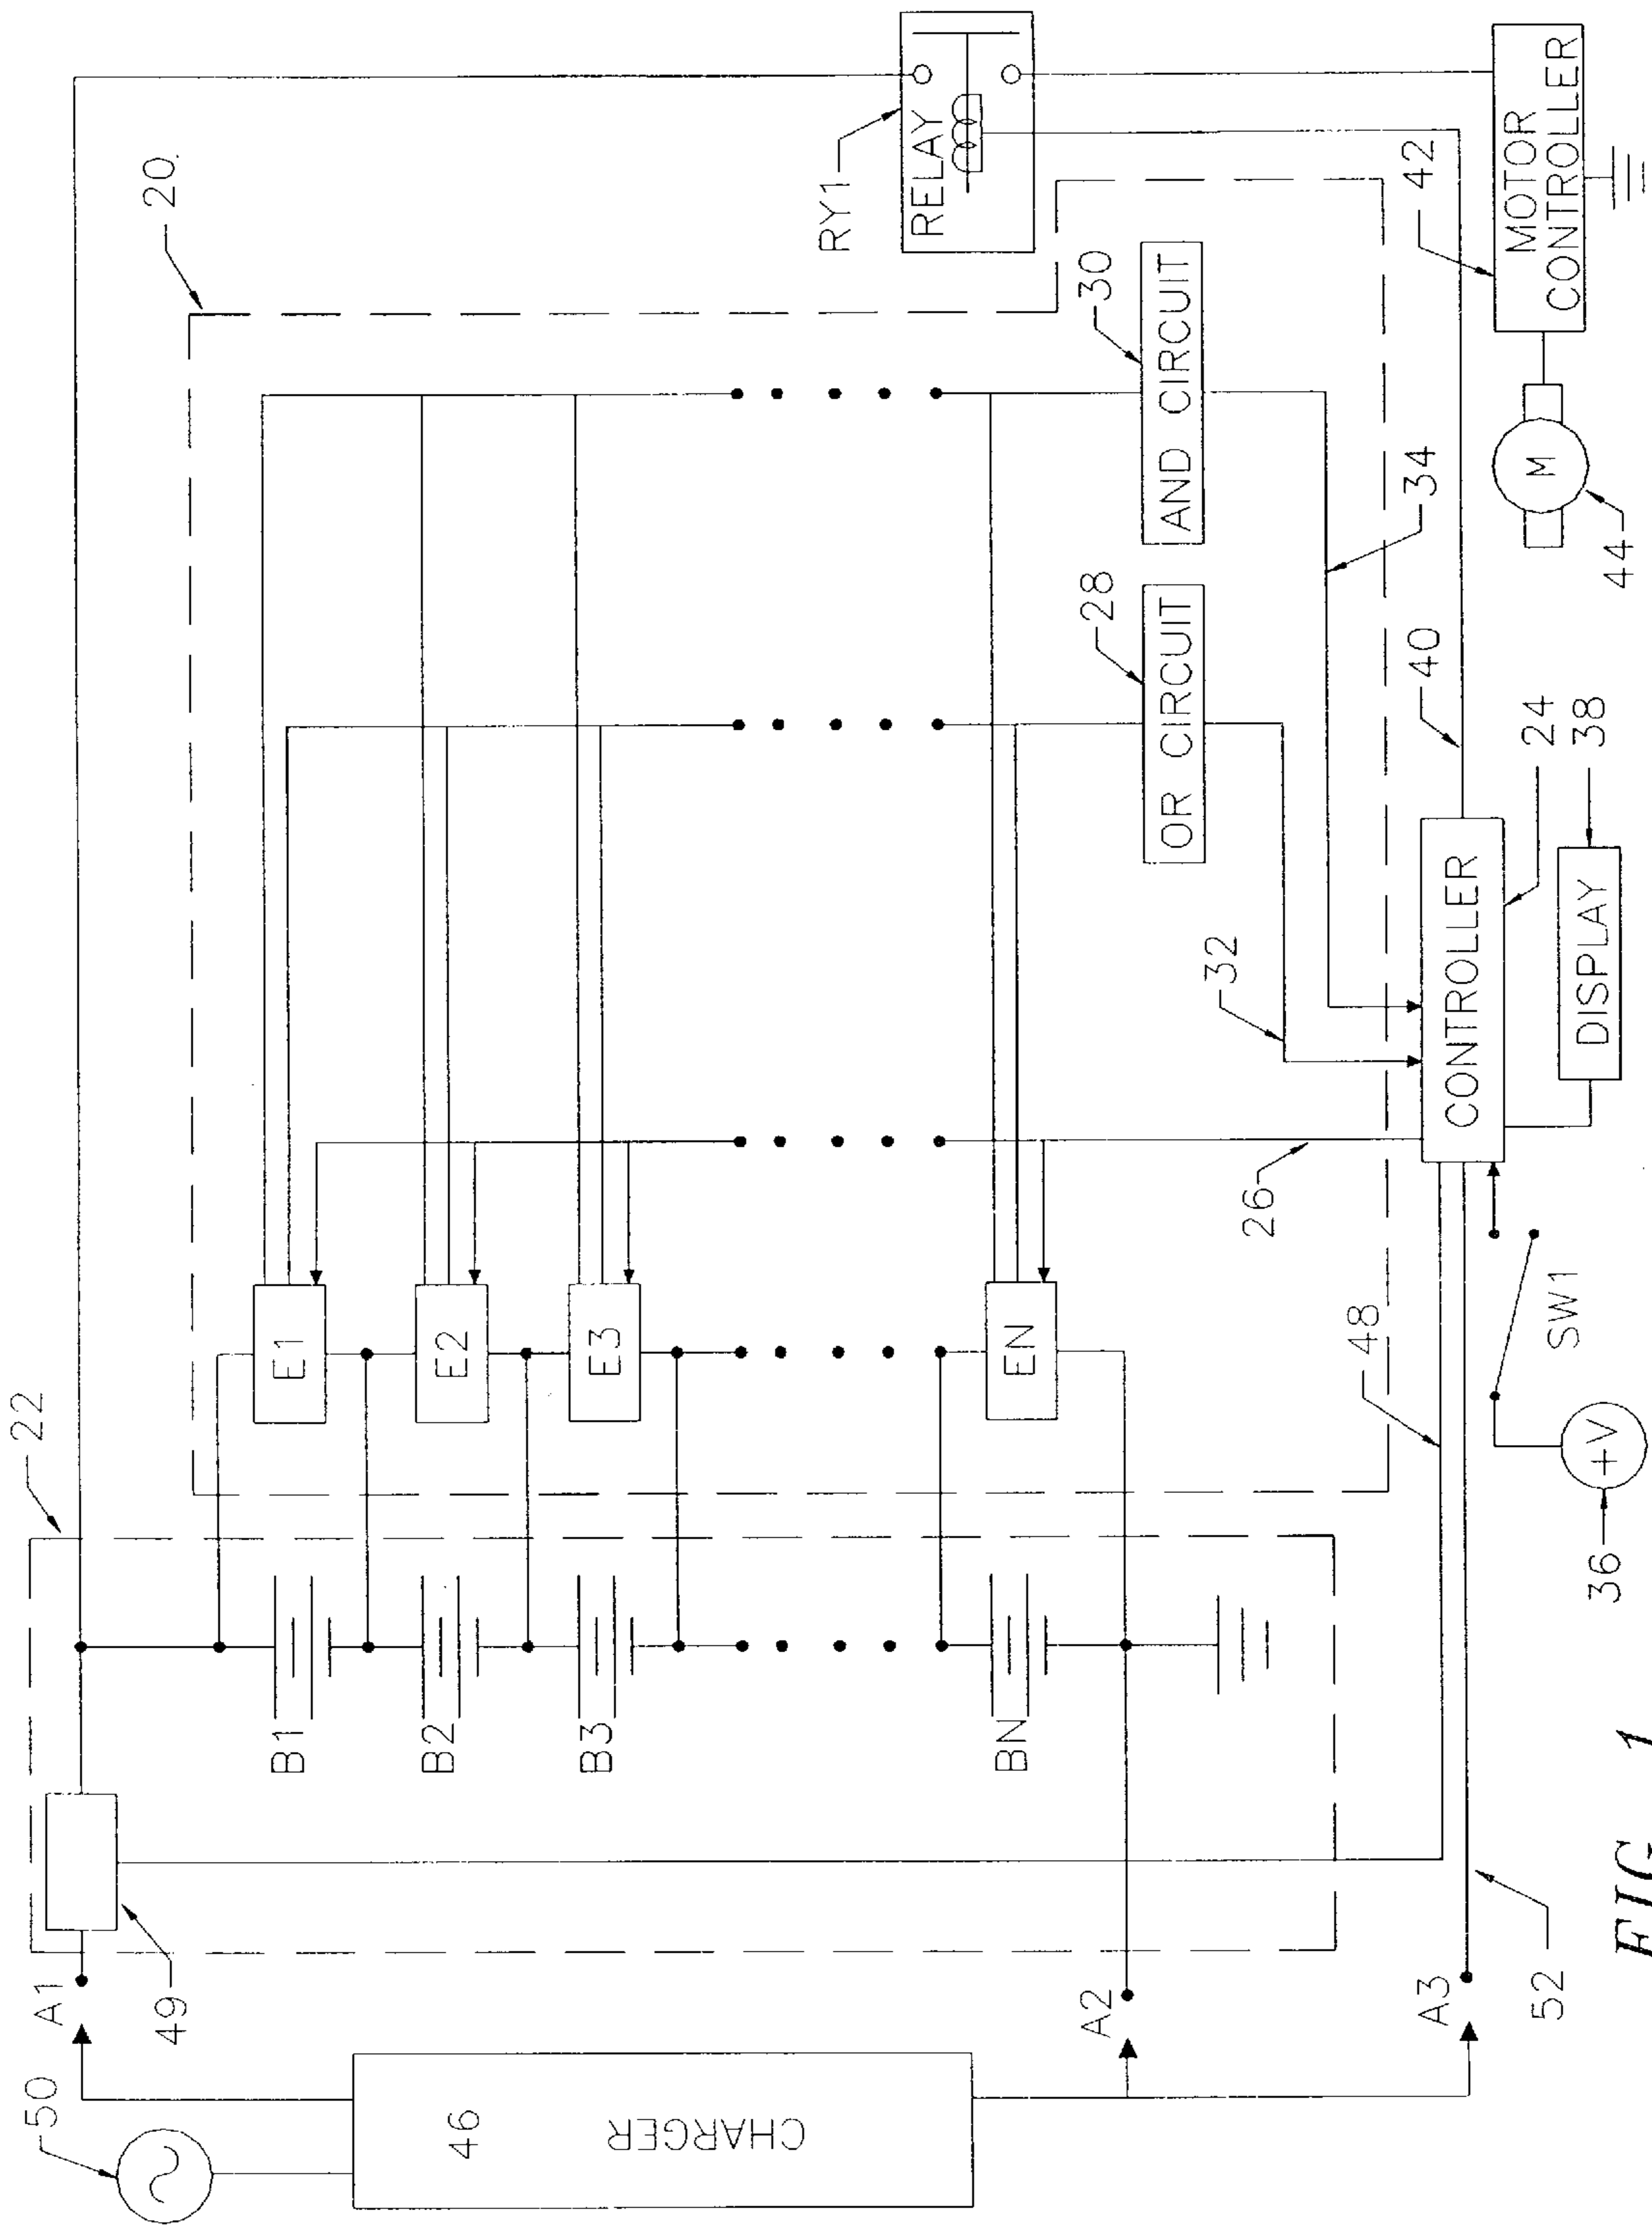 50
A1
49
22
20
46
CHARGER
B1
B2
B3
BN
E1
E2
E3
EN
RY1
RELAY
A2
A3
52
48
26
32
28
OR CIRCUIT
30
AND CIRCUIT
34
40
42
MOTOR
CONTROLLER
M
44
CONTROLLER
24
DISPLAY
38
SW1
+V
36
FIG. 1